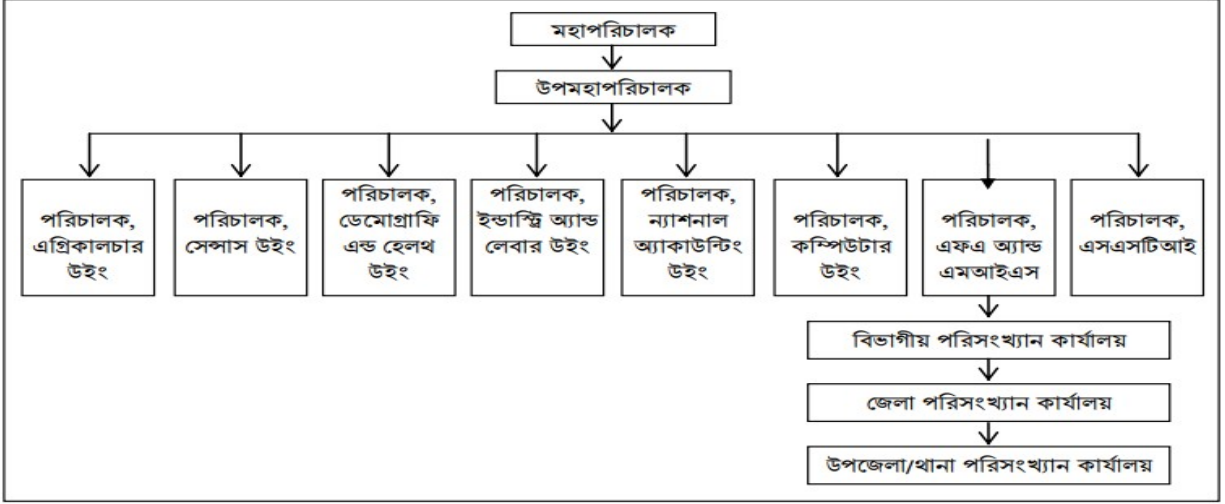 মহাপরিচালক
উপমহাপরিচালক
পরিচালক,
এগ্রিকালচার
উইং
পরিচালক,
সেন্সাস উইং
পরিচালক,
ডেমোগ্রাফি
এন্ড হেলথ
উইং
পরিচালক,
ইন্ডাস্ট্রি অ্যান্ড
লেবার উইং
পরিচালক,
ন্যাশনাল
অ্যাকাউন্টিং
উইং
পরিচালক,
কম্পিউটার
উইং
পরিচালক,
এফএ অ্যান্ড
এমআইএস
পরিচালক,
এসএসটিআই
বিভাগীয় পরিসংখ্যান কার্যালয়
জেলা পরিসংখ্যান কার্যালয়
উপজেলা/থানা পরিসংখ্যান কার্যালয়